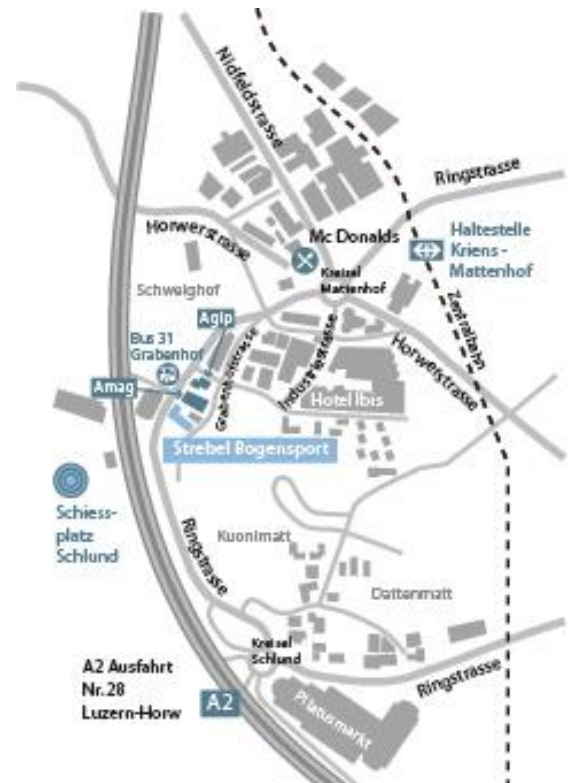 Nidfeldstrasse
Ringstrasse
Horwerstrasse
Mc Donalds
Haltestelle
Kriens -
Mattenhof
Kreisel
Mattenhof
Schweighof
Zentralbahn
Agip
Bus 31
Grabenhof
Grabenhofstrasse
Industriestrasse
Horwerstrasse
Amag
Hotel Ibis
Strebel Bogensport
Schiess-
platz
Schlund
Ringstrasse
Kuonimatt
Dattenmatt
Kreisel
Schlund
A2 Ausfahrt
Nr. 28
Luzern-Horw
A2
Ringstrasse
Pilatusmarkt